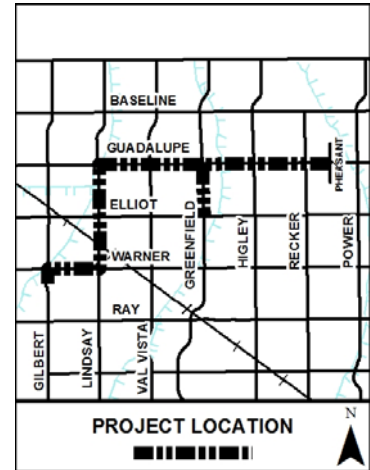 BASELINE
GUADALUPE
PHEASANT
ELLIOT
GREENFIELD
HIGLEY
RECKER
POWER
WARNER
RAY
GILBERT
LINDSAY
VAL VISTA
PROJECT LOCATION
N